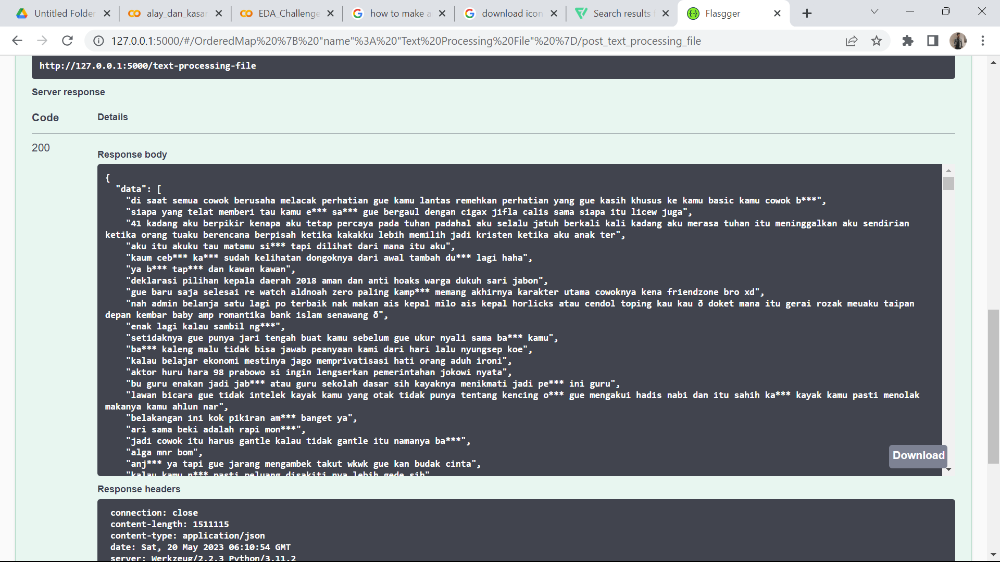 Untitled Folder
alay_dan_kasar
EDA_Challenge
how to make a
download icon
Search results f
Flasgger
127.0.0.1:5000/#/OrderedMap%20%7B%20"name"%3A%20"Text%20Processing%20File"%20%7D/post_text_processing_file
http://127.0.0.1:5000/text-processing-file
Server response
Code Details
200
Response body
{
"data": [
"di saat semua cowok berusaha melacak perhatian gue kamu lantas remehkan perhatian yang gue kasih khusus ke kamu basic kamu cowok b***",
"siapa yang telat memberi tau kamu e*** sa*** gue bergaul dengan cigax jifla calis sama siapa itu licew juga",
"41 kadang aku berpikir kenapa aku tetap percaya pada tuhan padahal aku selalu jatuh berkali kali kadang aku merasa tuhan itu meninggalkan aku sendirian
ketika orang tuaku berencana berpisah ketika kakakku lebih memilih jadi kristen ketika aku anak ter",
"aku itu akuku tau matamu si*** tapi dilihat dari mana itu aku",
"kaum ceb*** ka*** sudah kelihatan dongoknya dari awal tambah du*** lagi haha",
"ya b*** tap*** dan kawan kawan",
"deklarasi pilihan kepala daerah 2018 aman dan anti hoaks warga dukuh sari jabon",
"gue baru saja selesai re watch aldnoah zero paling kamp*** memang akhirnya karakter utama cowoknya kena friendzone bro xd",
"nah admin belanja satu lagi po terbaik nak makan ais kepal milo ais kepal horlicks atau cendol toping kau kau ð doket mana itu gerai rozak meuaku taipan
depan kembar baby amp romantika bank islam senawang ð",
"enak lagi kalau sambil ng***",
"setidaknya gue punya jari tengah buat kamu sebelum gue ukur nyali sama ba*** kamu",
"ba*** kaleng malu tidak bisa jawab peanyaan kami dari hari lalu nyungsep koe",
"kalau belajar ekonomi mestinya jago memprivatisasi hati orang aduh ironi",
"aktor huru hara 98 prabowo si ingin lengserkan pemerintahan jokowi nyata",
"bu guru enakan jadi jab*** atau guru sekolah dasar sih kayaknya menikmati jadi pe*** ini guru",
"lawan bicara gue tidak intelek kayak kamu yang otak tidak punya tentang kencing o*** gue mengakui hadis nabi dan itu sahih ka*** kayak kamu pasti menolak
makanya kamu ahlun nar",
"belakangan ini kok pikiran am*** banget ya",
"ari sama beki adalah rapi mon***",
"jadi cowok itu harus gantle kalau tidak gantle itu namanya ba***",
"alga mnr bom",
"anj*** ya tapi gue jarang mengambek takut wkwk gue kan budak cinta",
"kalau kamu n*** pasti peluang disakiti nya lebih gede sih"
Download
Response headers
connection: close
content-length: 1511115
content-type: application/json
date: Sat, 20 May 2023 06:10:54 GMT
server: Werkzeug/2.2.3 Python/3.11.2